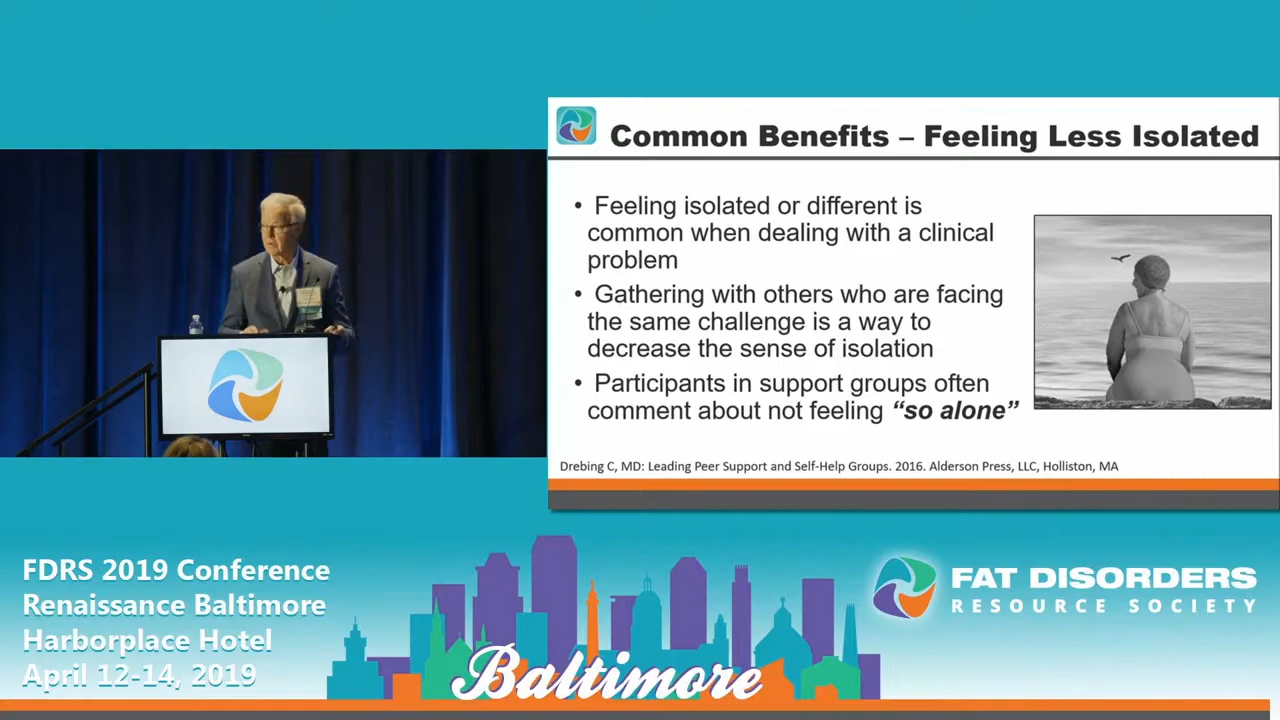 Common Benefits – Feeling Less Isolated
• Feeling isolated or different is
common when dealing with a clinical
problem
• Gathering with others who are facing
the same challenge is a way to
decrease the sense of isolation
• Participants in support groups often
comment about not feeling “so alone”
Drebing C, MD: Leading Peer Support and Self-Help Groups. 2016. Alderson Press, LLC, Holliston, MA
FDRS 2019 Conference
Renaissance Baltimore
Harborplace Hotel
April 12-14, 2019
Baltimore
FAT DISORDERS
RESOURCE SOCIETY